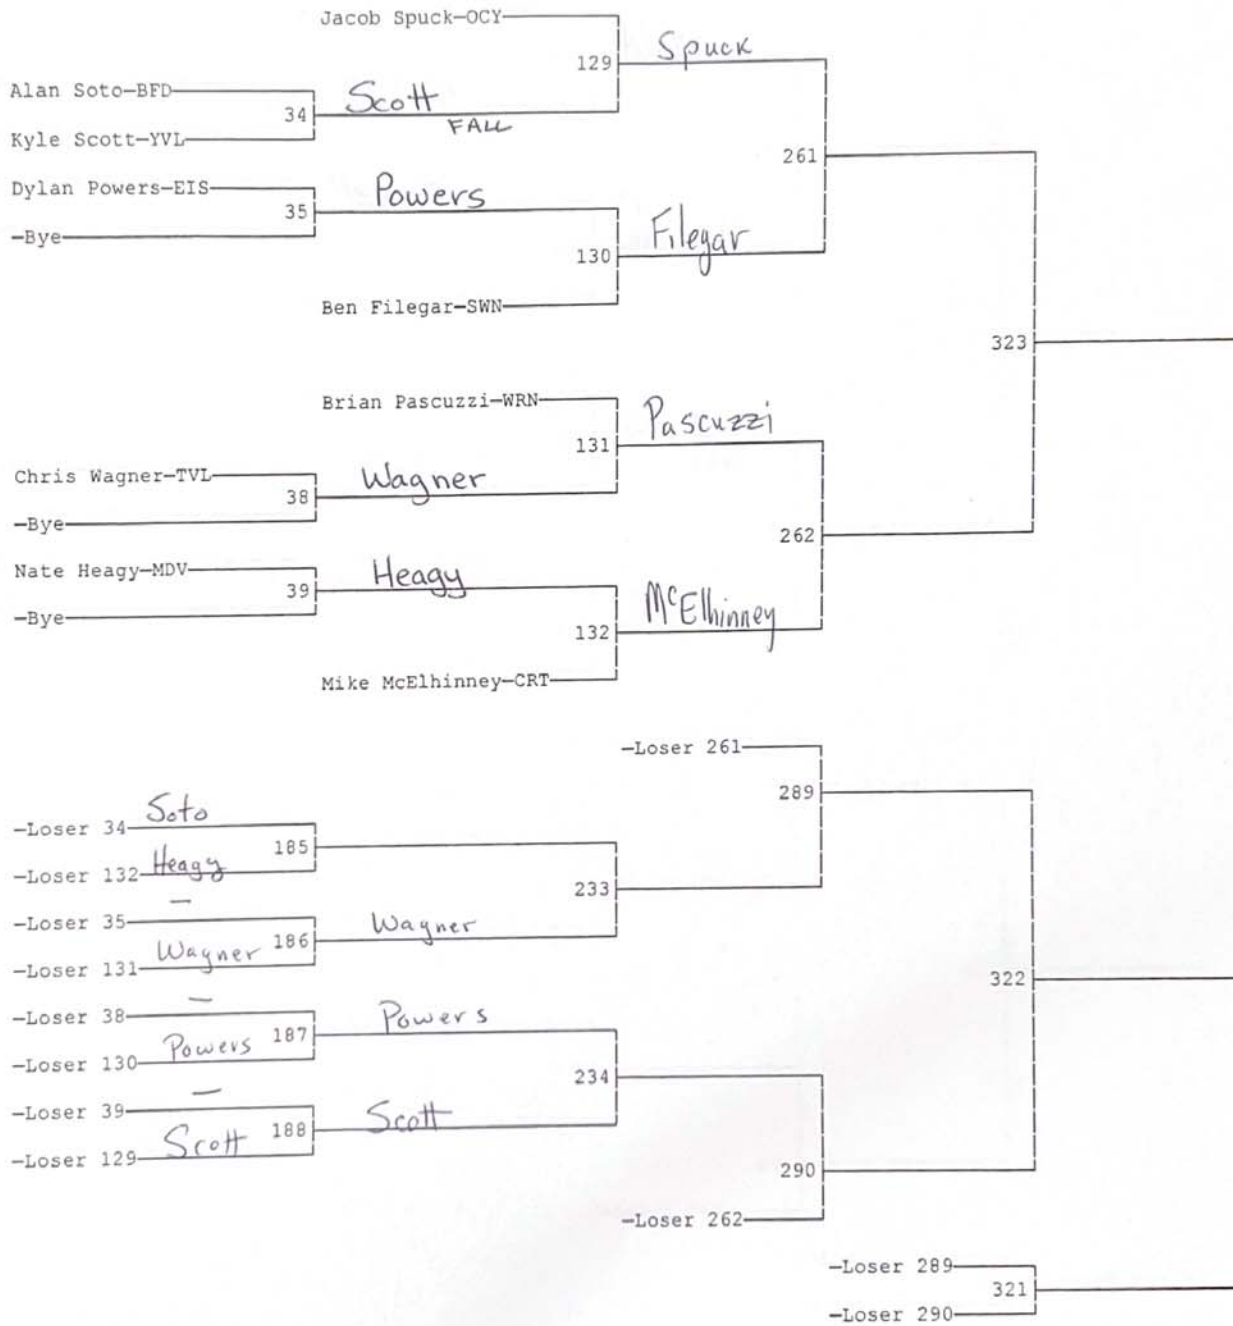 Jacob Spuck-OCY
129 Spuck
Alan Soto-BFD
34 Scott
FALL
Kyle Scott-YVL
261
Dylan Powers-EIS
Powers
35
-Bye
Filegar
130
Ben Filegar-SWN
323
Brian Pascuzzi-WRN
Pascuzzi
131
Chris Wagner-TVL
Wagner
38
-Bye
262
Nate Heagy-MDV
Heagy
39
-Bye
McElhinney
132
Mike McElhinney-CRT
-Loser 261
289
-Loser 34 Soto
185
-Loser 132 Heagy
233
-Loser 35 -
186 Wagner
-Loser 131 Wagner
322
-Loser 38 -
187 Powers
-Loser 130 Powers
234
-Loser 39 -
188 Scott
-Loser 129 Scott
290
-Loser 262
-Loser 289
321
-Loser 290